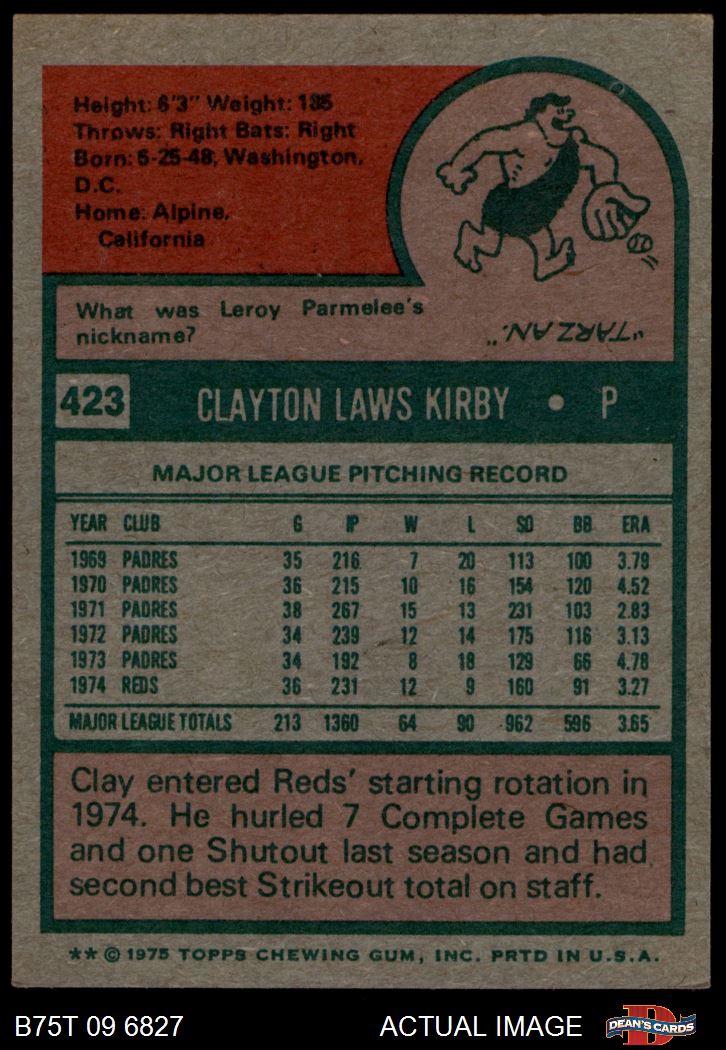 Height: 6'3" Weight: 185
Throws: Right Bats: Right
Born: 6-25-48, Washington,
D.C.
Home: Alpine,
California
What was Leroy Parmelee's
nickname?
"TARZAN."
423 CLAYTON LAWS KIRBY • P
MAJOR LEAGUE PITCHING RECORD
YEAR CLUB G IP W L SO BB ERA
1969 PADRES 35 216 7 20 113 100 3.79
1970 PADRES 36 215 10 16 154 120 4.52
1971 PADRES 38 267 15 13 231 103 2.83
1972 PADRES 34 239 12 14 175 116 3.13
1973 PADRES 34 192 8 18 129 66 4.78
1974 REDS 36 231 12 9 160 91 3.27
MAJOR LEAGUE TOTALS 213 1360 64 90 962 596 3.65
Clay entered Reds' starting rotation in
1974. He hurled 7 Complete Games
and one Shutout last season and had
second best Strikeout total on staff.
** © 1975 TOPPS CHEWING GUM, INC. PRTD IN U.S.A.
B75T 09 6827 ACTUAL IMAGE DEAN'S CARDS